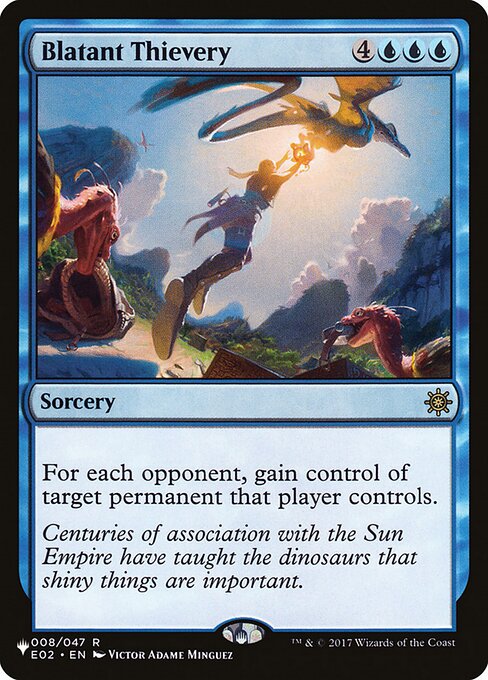 Blatant Thievery 4
Sorcery
For each opponent, gain control of
target permanent that player controls.
Centuries of association with the Sun
Empire have taught the dinosaurs that
shiny things are important.
008/047 R
E02 • EN Victor Adame Minguez
™ & © 2017 Wizards of the Coast